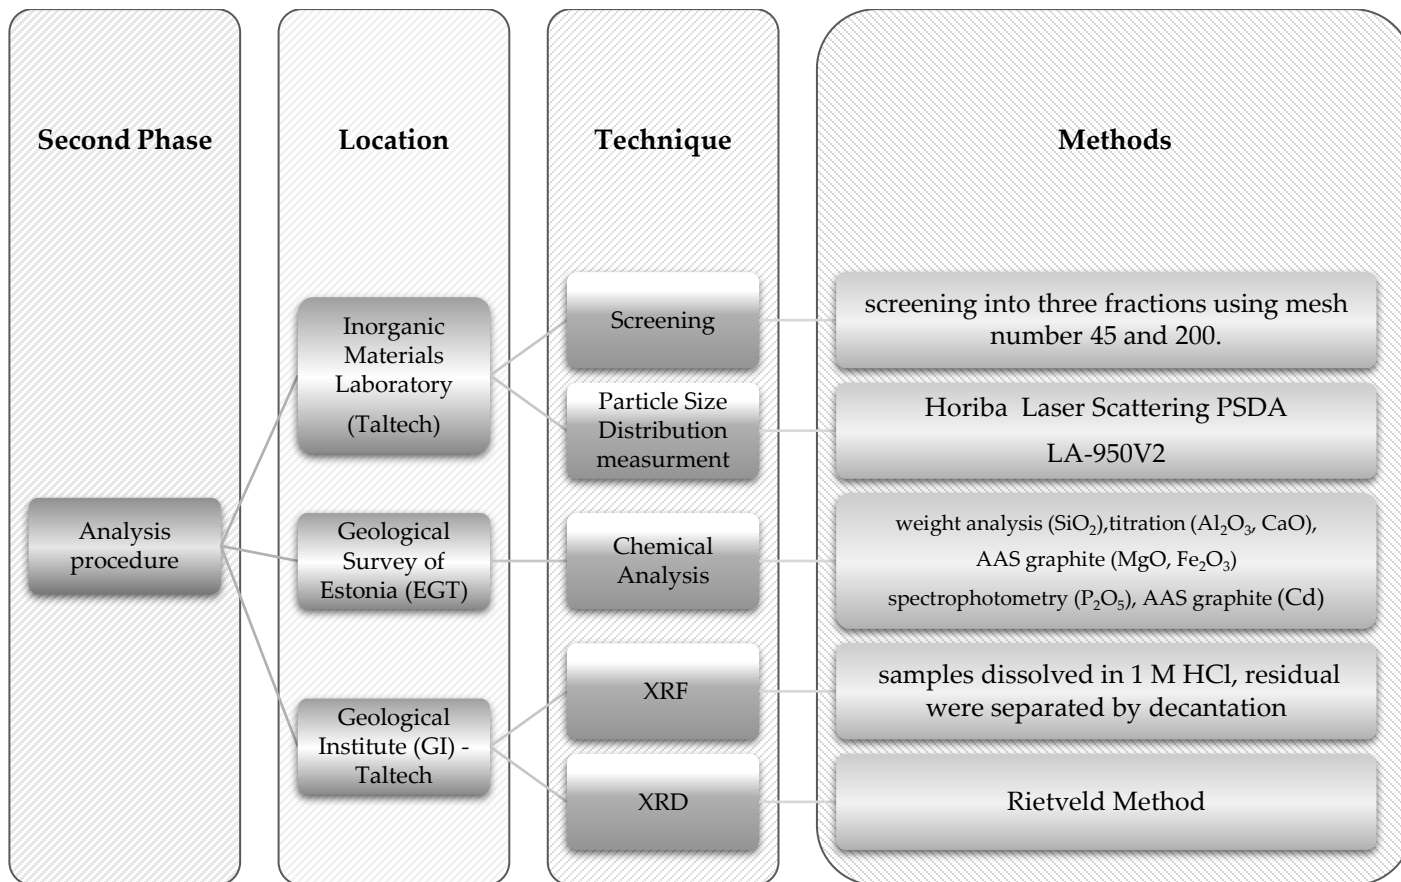 Second Phase
Location
Technique
Methods
Analysis
procedure
Inorganic
Materials
Laboratory
(Taltech)
Geological
Survey of
Estonia (EGT)
Geological
Institute (GI) -
Taltech
Screening
Particle Size
Distribution
measurment
Chemical
Analysis
XRF
XRD
screening into three fractions using mesh
number 45 and 200.
Horiba Laser Scattering PSDA
LA-950V2
weight analysis (SiO₂),titration (Al₂O₃, CaO),
AAS graphite (MgO, Fe₂O₃)
spectrophotometry (P₂O₅), AAS graphite (Cd)
samples dissolved in 1 M HCl, residual
were separated by decantation
Rietveld Method